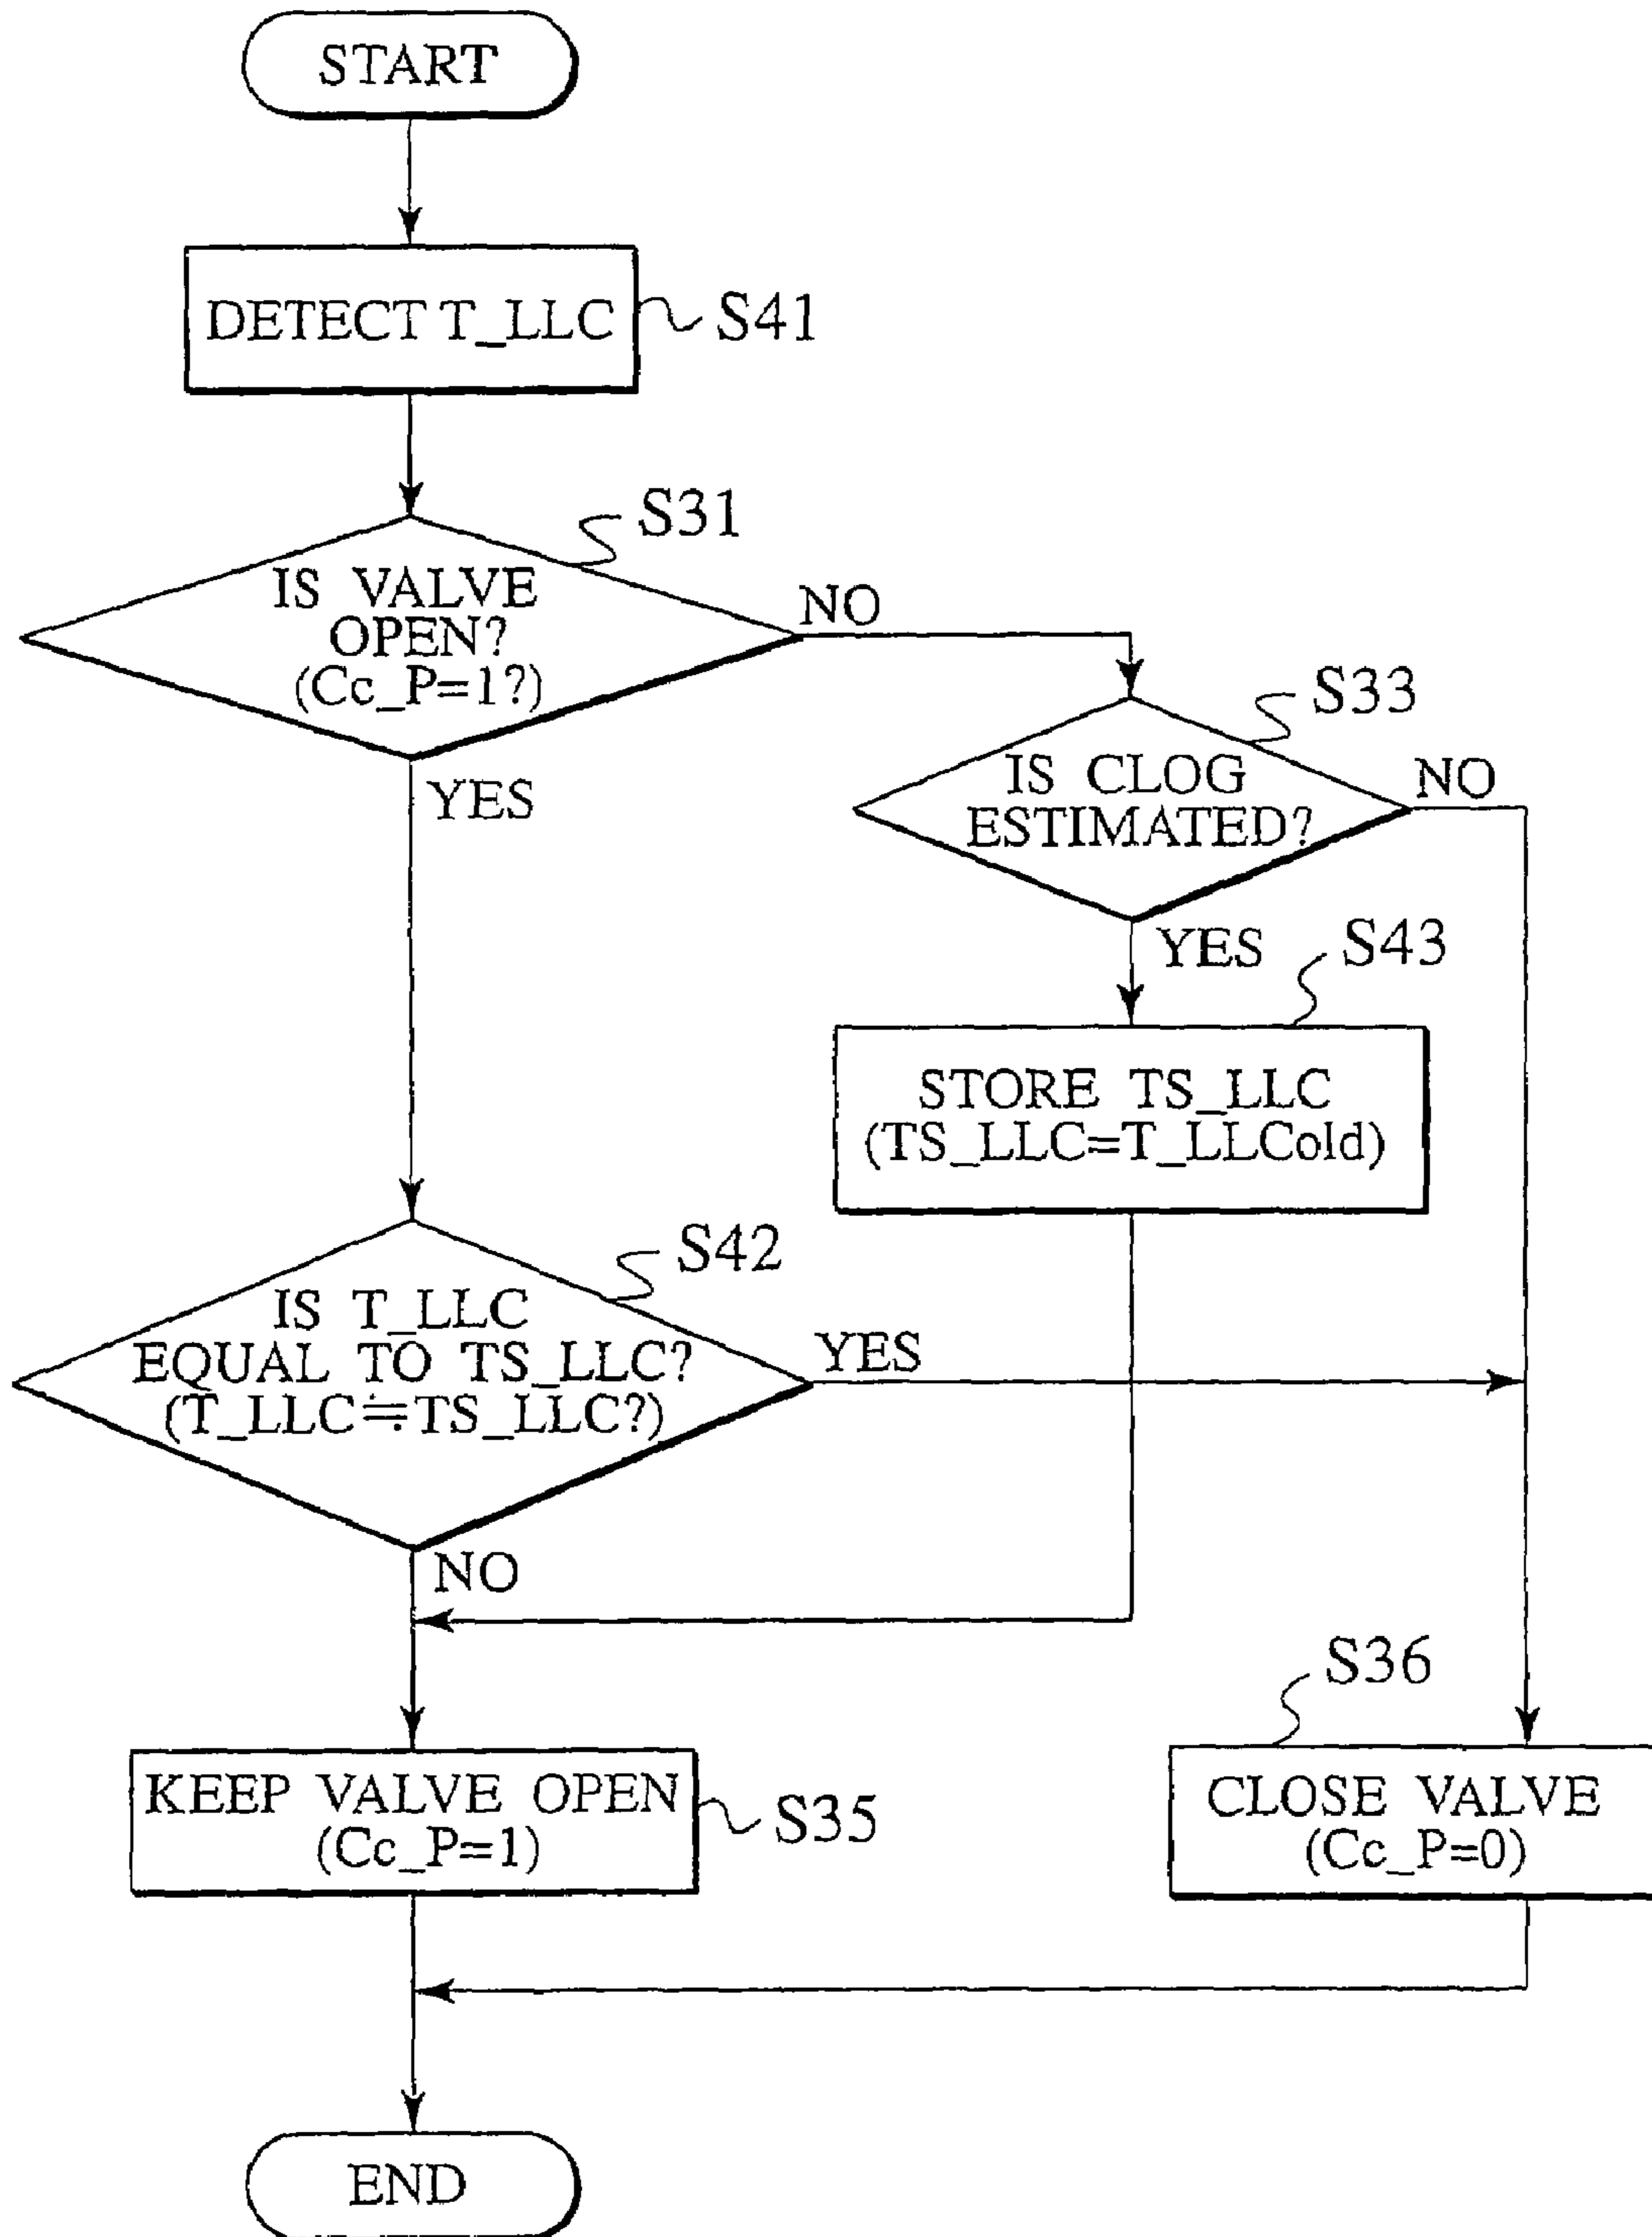 START
DETECT T_LLC
S41
S31
IS VALVE
OPEN?
(Cc_P=1?)
NO
YES
S33
IS CLOG
ESTIMATED?
NO
YES
S43
STORE TS_LLC
(TS_LLC=T_LLCold)
S42
IS T_LLC
EQUAL TO TS_LLC?
(T_LLC≒TS_LLC?)
YES
NO
KEEP VALVE OPEN
(Cc_P=1)
S35
S36
CLOSE VALVE
(Cc_P=0)
END